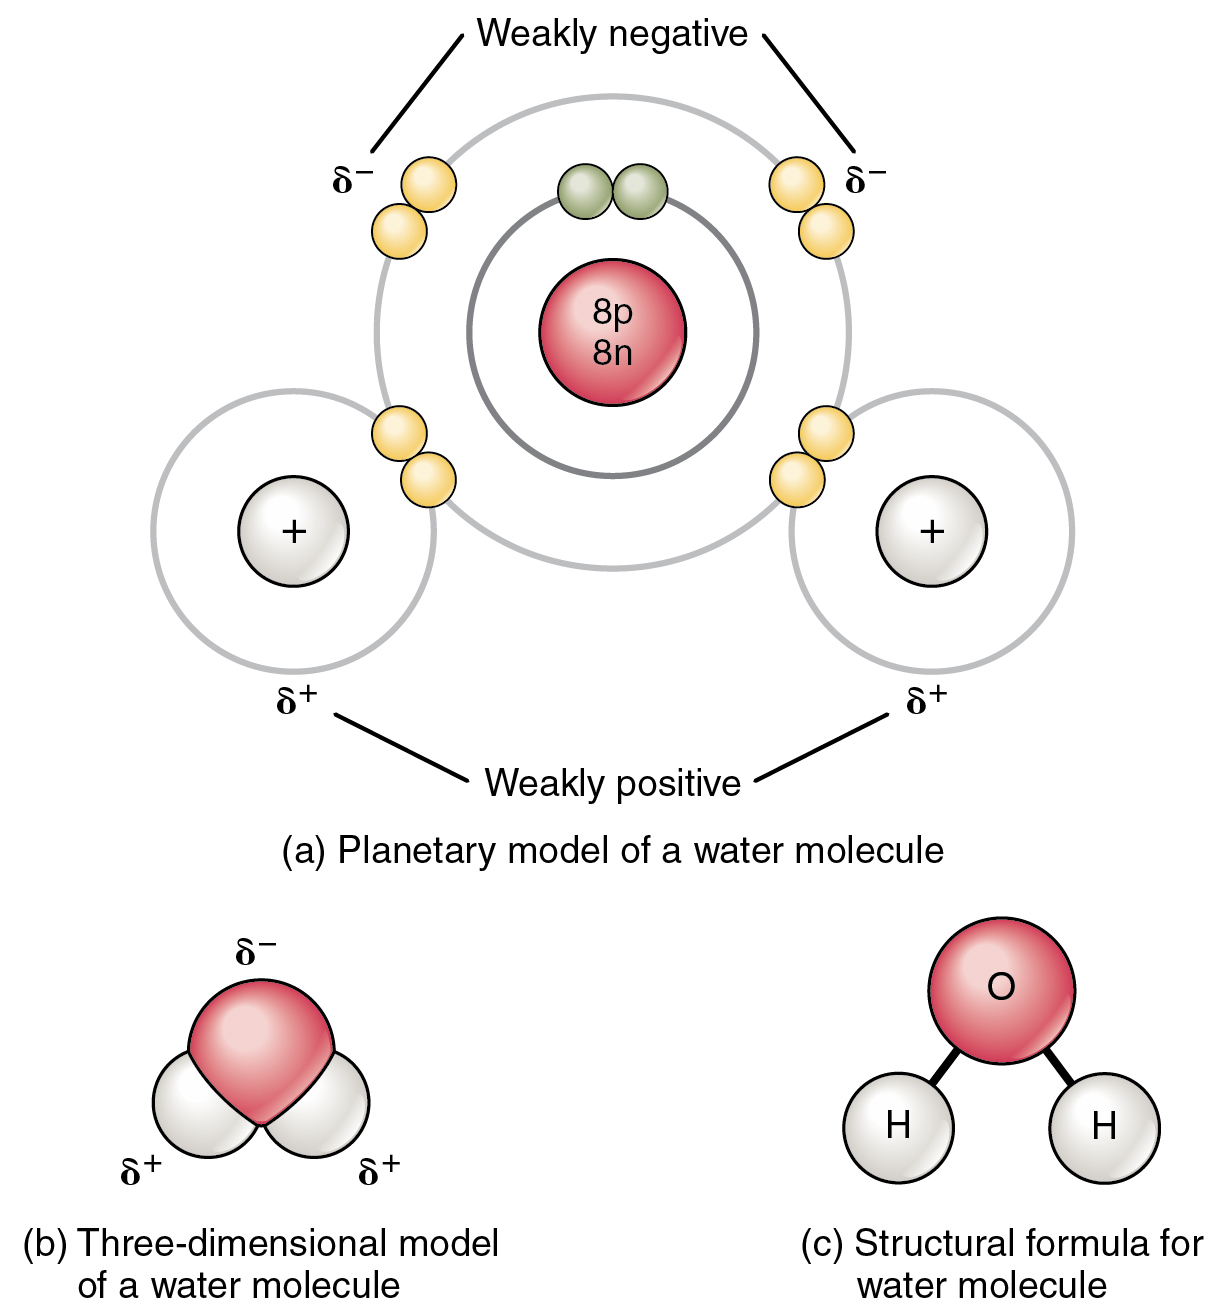 Weakly negative
δ− δ−
8p
8n
+ +
δ+ δ+
Weakly positive
(a) Planetary model of a water molecule
δ−
δ+ δ+
(b) Three-dimensional model
of a water molecule
O
H H
(c) Structural formula for
water molecule